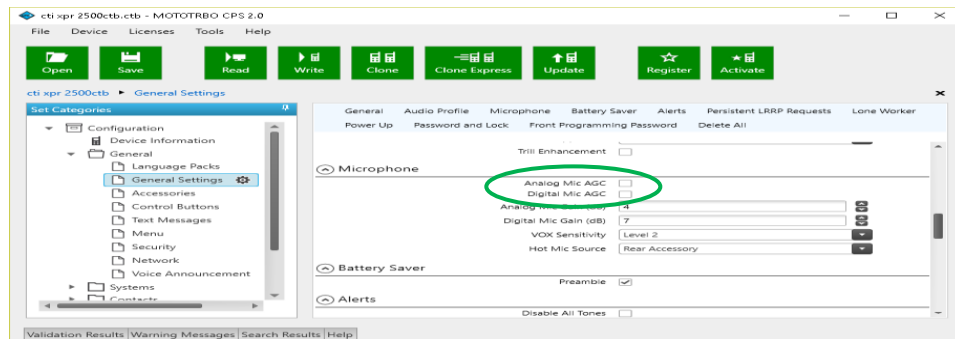 cti xpr 2500ctb.ctb - MOTOTRBO CPS 2.0
File Device Licenses Tools Help
Open Save Read Write Clone Clone Express Update Register Activate
cti xpr 2500ctb General Settings
Set Categories
General Audio Profile Microphone Battery Saver Alerts Persistent LRRP Requests Lone Worker
Power Up Password and Lock Front Programming Password Delete All
Configuration
Device Information
General
Language Packs
General Settings
Accessories
Control Buttons
Text Messages
Menu
Security
Network
Voice Announcement
Systems
Contacts
Trill Enhancement
Microphone
Analog Mic AGC
Digital Mic AGC
Analog Mic Gain (dB) 4
Digital Mic Gain (dB) 7
VOX Sensitivity Level 2
Hot Mic Source Rear Accessory
Battery Saver
Preamble
Alerts
Disable All Tones
Validation Results Warning Messages Search Results Help